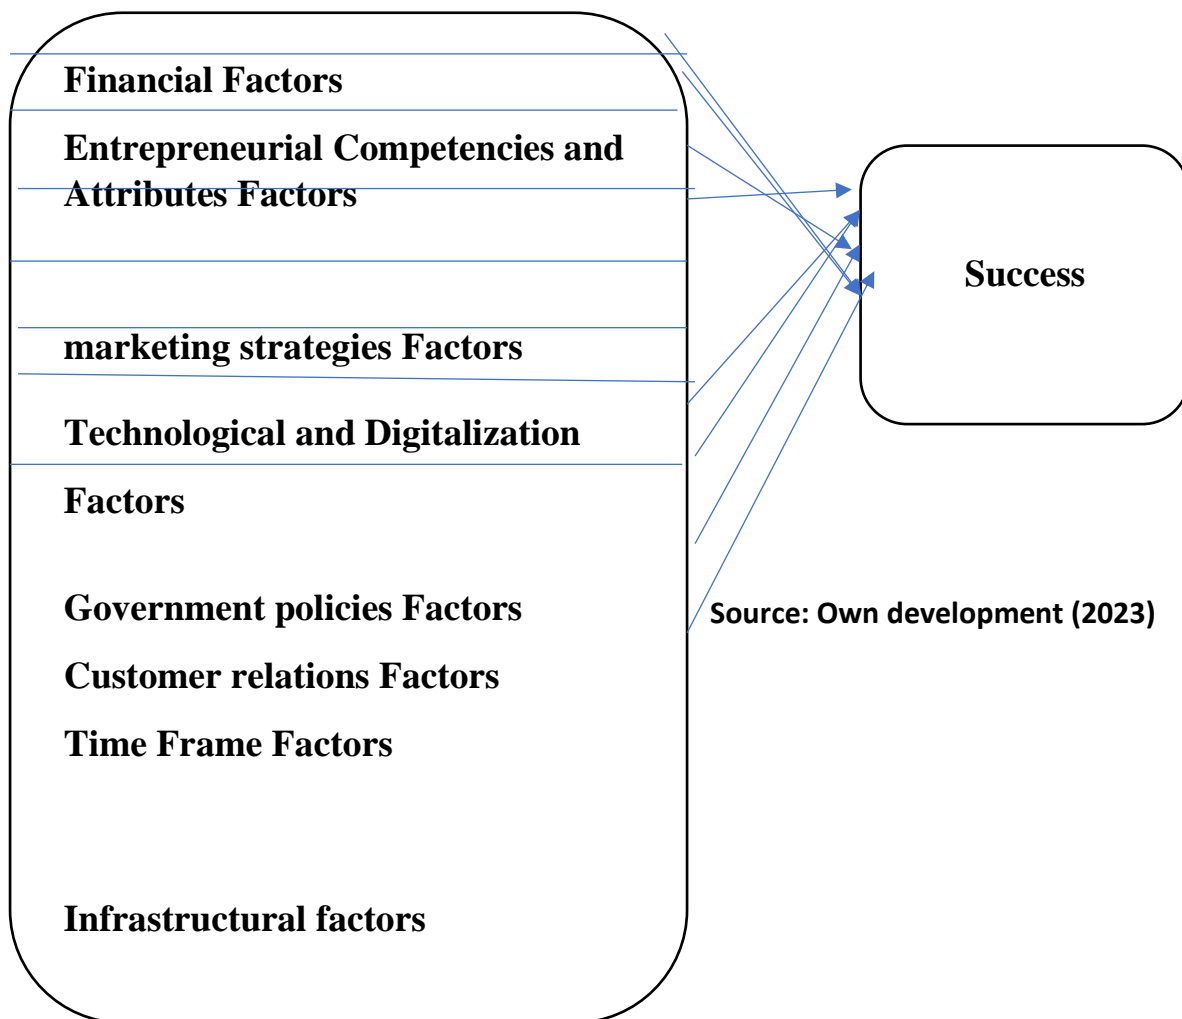 Financial Factors
Entrepreneurial Competencies and
Attributes Factors
marketing strategies Factors
Technological and Digitalization
Factors
Government policies Factors
Customer relations Factors
Time Frame Factors
Infrastructural factors
Success
Source: Own development (2023)